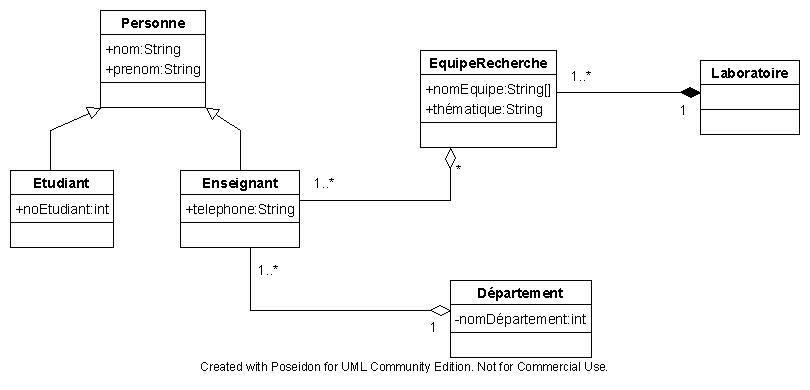 Personne
+nom:String
+prenom:String
EquipeRecherche
+nomEquipe:String[]
+thématique:String
1..*
1
Laboratoire
Etudiant
+noEtudiant:int
Enseignant
+telephone:String
1..*
*
1..*
1
Département
-nomDépartement:int
Created with Poseidon for UML Community Edition. Not for Commercial Use.